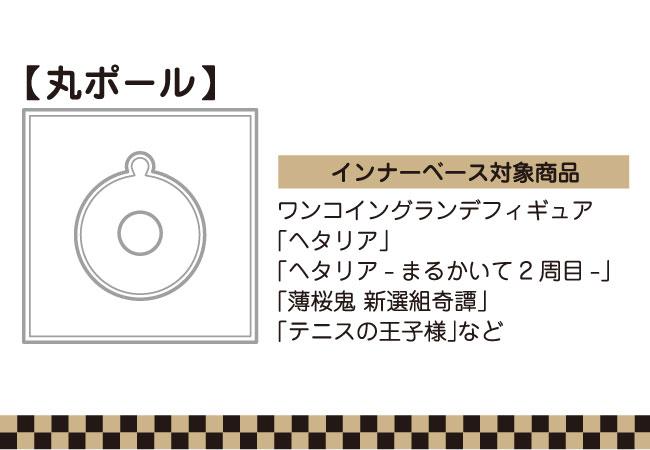 【丸ポール】
インナーベース対象商品
ワンコイングランデフィギュア
「ヘタリア」
「ヘタリア - まるかいて2周目 -」
「薄桜鬼 新選組奇譚」
「テニスの王子様」など